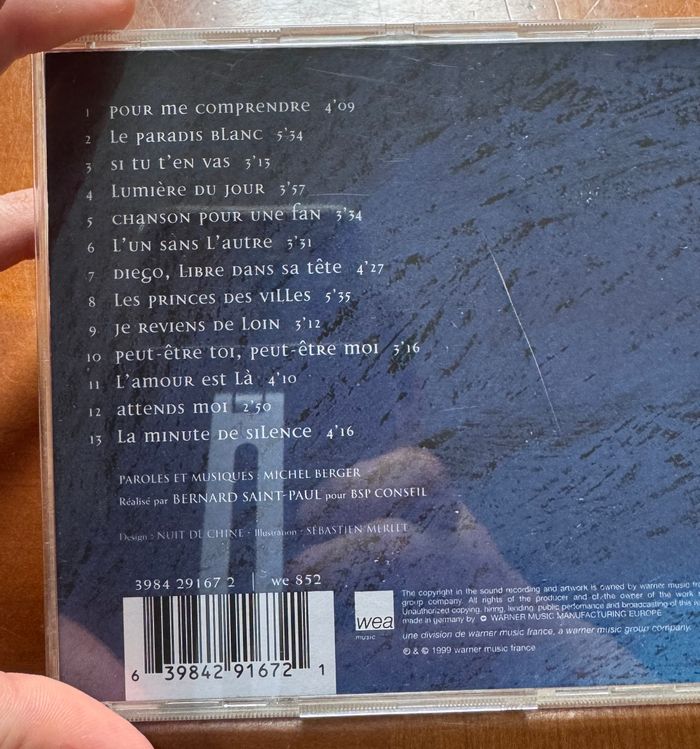 1 POUR ME COMPRENDRE 4'09
2 LE PARADIS BLANC 5'34
3 SI TU T'EN VAS 3'13
4 LUMIÈRE DU JOUR 3'57
5 CHANSON POUR UNE FAN 3'34
6 L'UN SANS L'AUTRE 3'31
7 DIEGO, LIBRE DANS SA TÊTE 4'27
8 LES PRINCES DES VILLES 5'35
9 JE REVIENS DE LOIN 3'12
10 PEUT-ÊTRE TOI, PEUT-ÊTRE MOI 3'16
11 L'AMOUR EST LÀ 4'10
12 ATTENDS MOI 2'50
13 LA MINUTE DE SILENCE 4'16
PAROLES ET MUSIQUES : MICHEL BERGER
Réalisé par BERNARD SAINT-PAUL pour BSP CONSEIL
Design : NUIT DE CHINE - Illustration : SÉBASTIEN MERLET
3984 29167 2 | WE 852
6 39842 91672 1
wea
music
The copyright in the sound recording and artwork is owned by warner music
group company. All rights of the producer and of the owner of the work
Unauthorized copying, hiring, lending, public performance and broadcasting of this
made in germany by WARNER MUSIC MANUFACTURING EUROPE
une division de warner music france, a warner music group company.
℗ & © 1999 warner music france